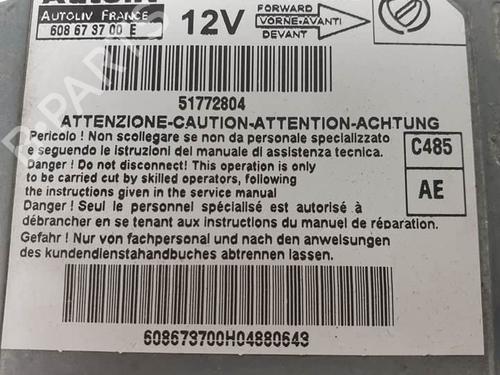 Autoliv
AUTOLIV FRANCE
608 67 37 00 E
12V
FORWARD
VORNE-AVANTI
DEVANT
51772804
ATTENZIONE-CAUTION-ATTENTION-ACHTUNG
Pericolo ! Non scollegare se non da personale specializzato
e seguendo le istruzioni del manuale di assistenza tecnica.
Danger ! Do not disconnect! This operation is only
to be carried cut by skilled operators, following
the instructions given in the service manual
Danger ! Seul le personnel spécialisé est autorisé à
débrancher en se tenant aux instructions du manuel de réparation.
Gefahr ! Nur von fachpersonal und nach den anweisungen
des kundendienstahandbuches abtrennen lassen.
C485
AE
608673700H04880643
B-PARTS